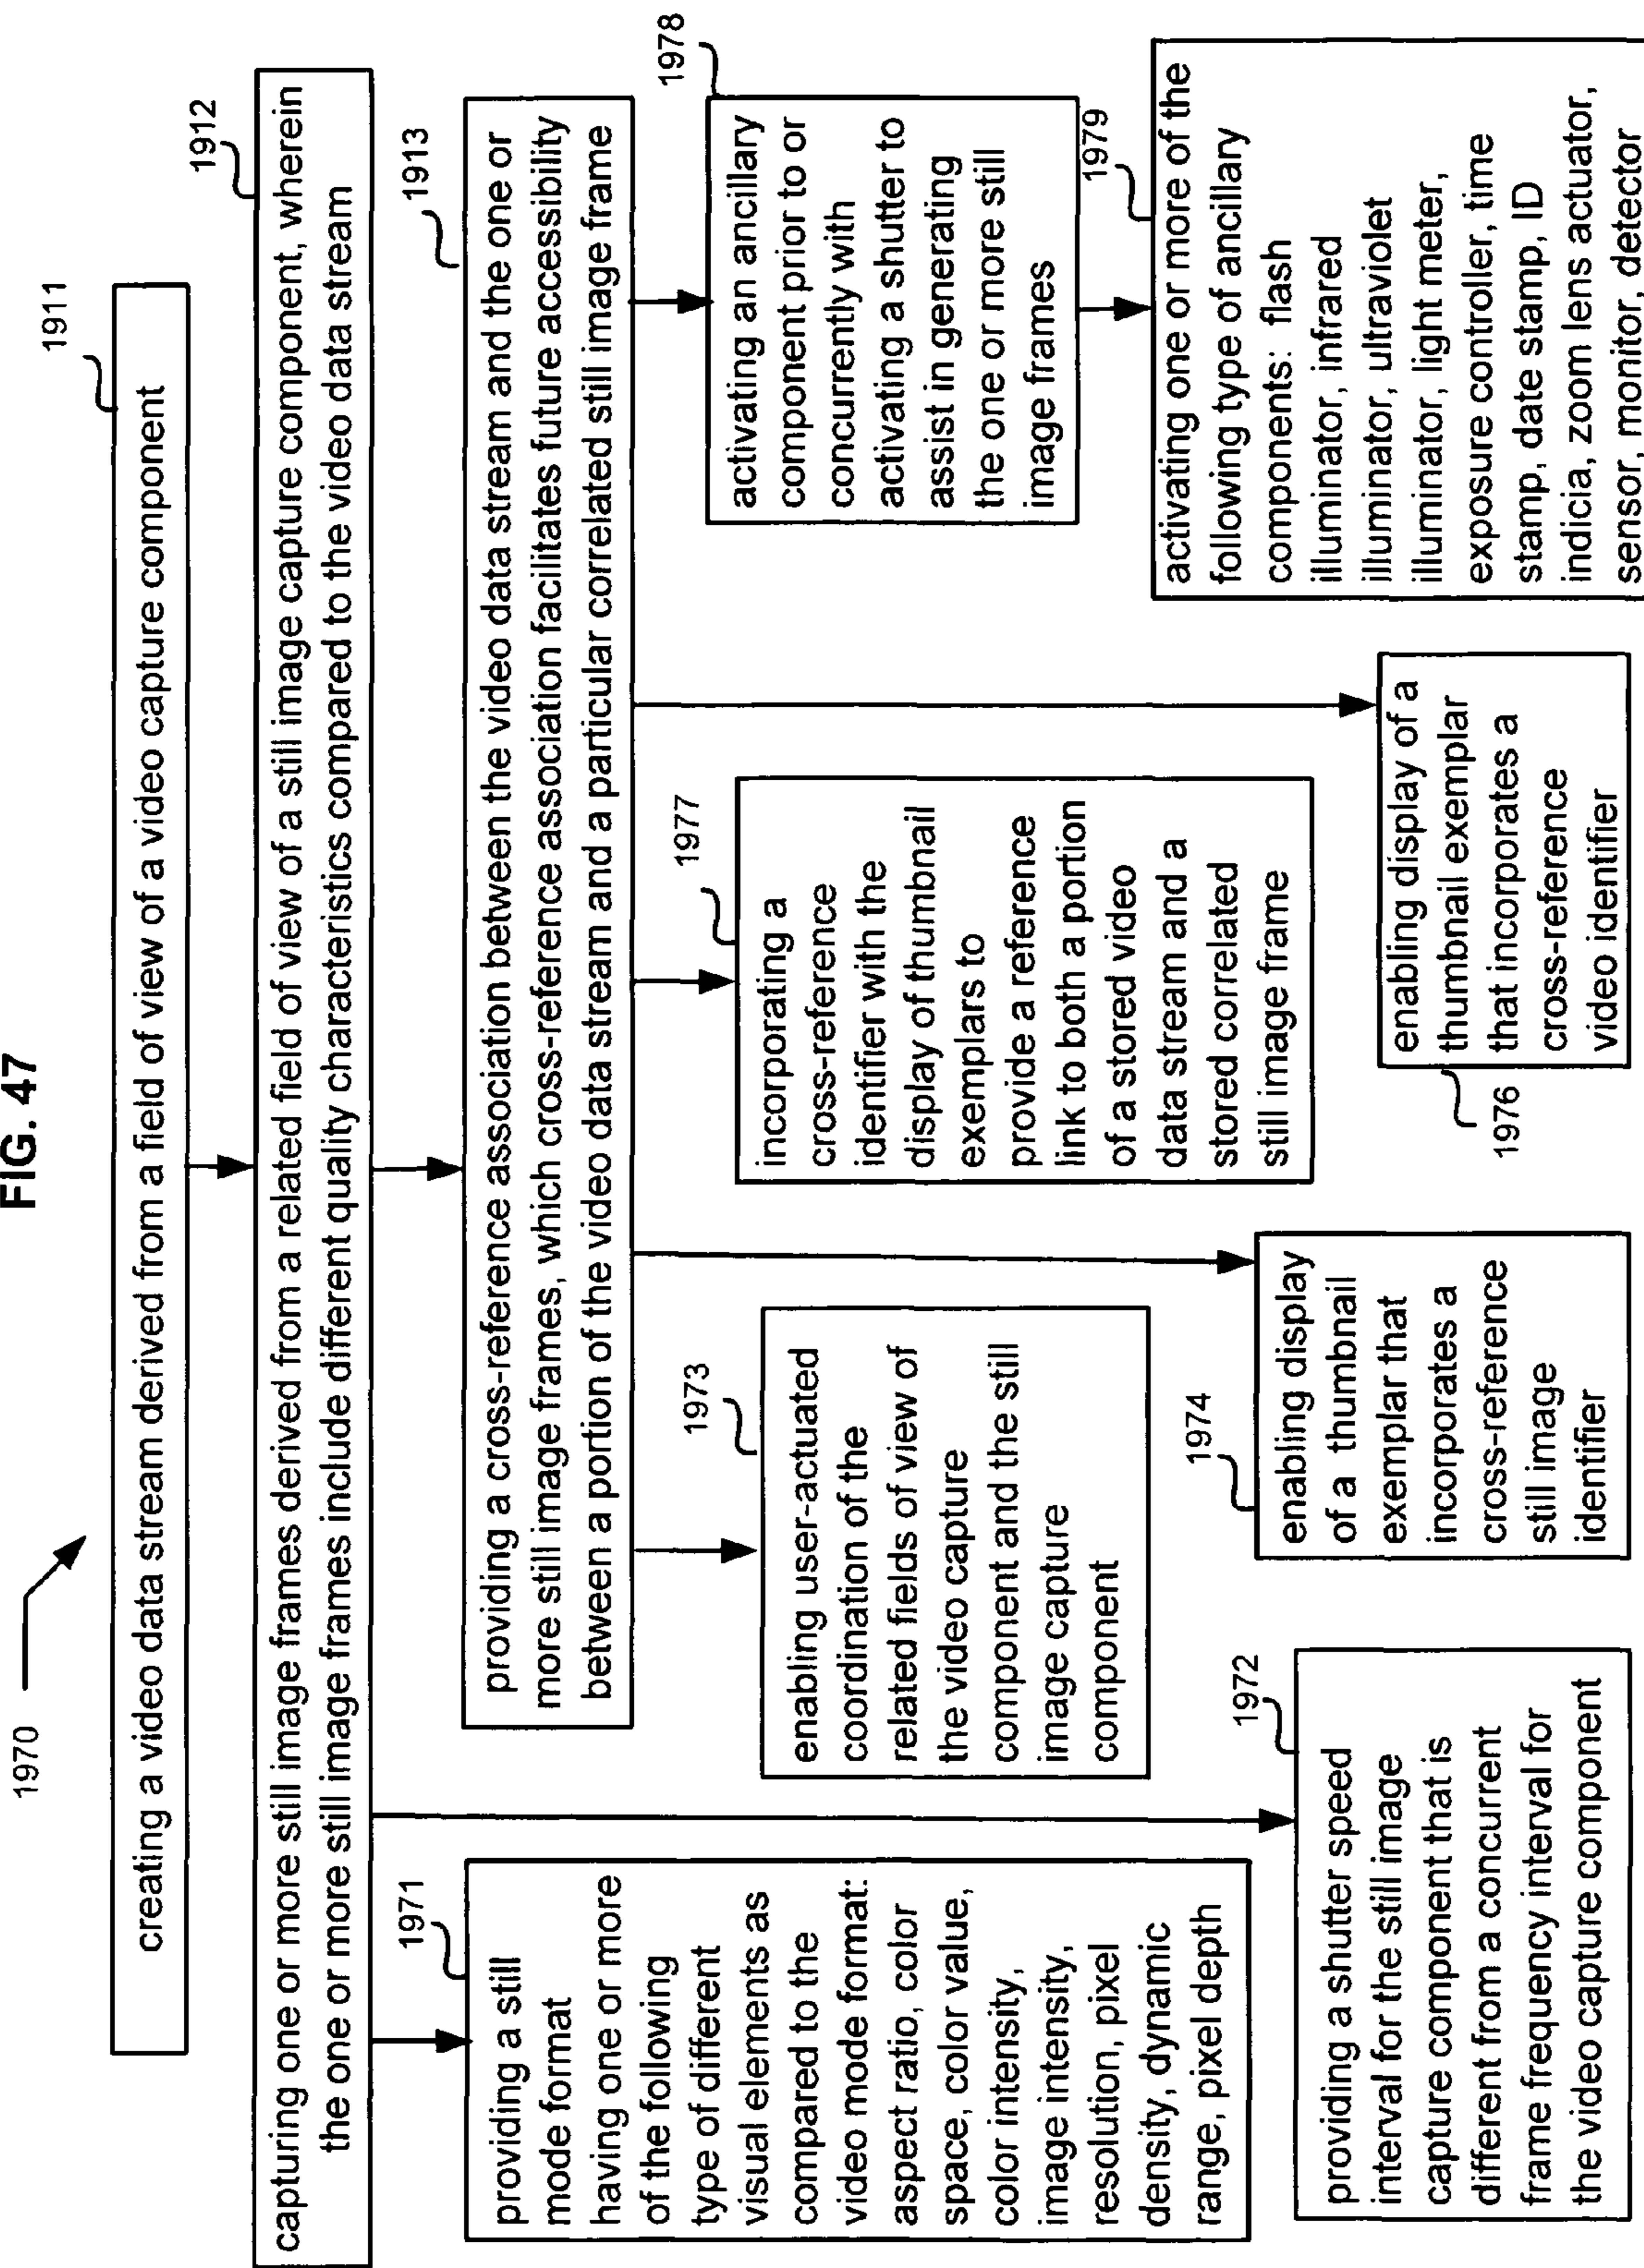 FIG. 47
1970
1911
creating a video data stream derived from a field of view of a video capture component
1912
capturing one or more still image frames derived from a related field of view of a still image capture component, wherein
the one or more still image frames include different quality characteristics compared to the video data stream
1913
providing a cross-reference association between the video data stream and the one or
more still image frames, which cross-reference association facilitates future accessibility
between a portion of the video data stream and a particular correlated still image frame
1971
providing a still
mode format
having one or more
of the following
type of different
visual elements as
compared to the
video mode format:
aspect ratio, color
space, color value,
color intensity,
image intensity,
resolution, pixel
density, dynamic
range, pixel depth
1972
providing a shutter speed
interval for the still image
capture component that is
different from a concurrent
frame frequency interval for
the video capture component
1973
enabling user-actuated
coordination of the
related fields of view of
the video capture
component and the still
image capture
component
1974
enabling display
of a thumbnail
exemplar that
incorporates a
cross-reference
still image
identifier
1977
incorporating a
cross-reference
identifier with the
display of thumbnail
exemplars to
provide a reference
link to both a portion
of a stored video
data stream and a
stored correlated
still image frame
1976
enabling display of a
thumbnail exemplar
that incorporates a
cross-reference
video identifier
1978
activating an ancillary
component prior to or
concurrently with
activating a shutter to
assist in generating
the one or more still
image frames
1979
activating one or more of the
following type of ancillary
components: flash
illuminator, infrared
illuminator, ultraviolet
illuminator, light meter,
exposure controller, time
stamp, date stamp, ID
indicia, zoom lens actuator,
sensor, monitor, detector